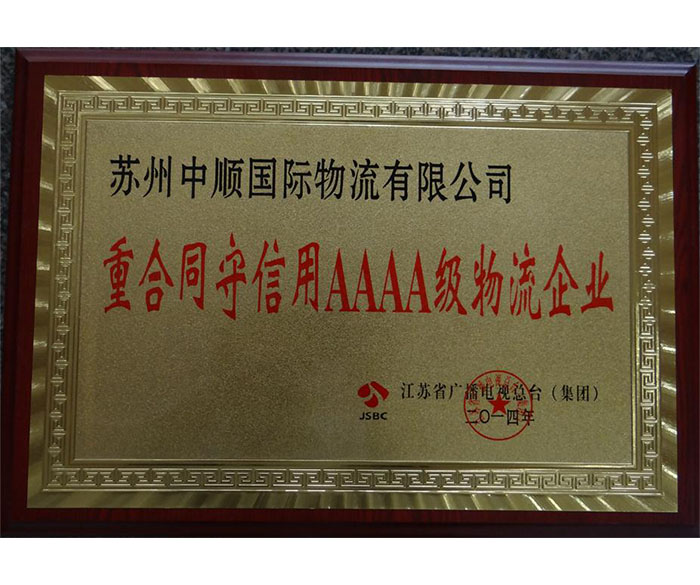 苏州中顺国际物流有限公司
重合同守信用AAAA级物流企业
JSBC
江苏省广播电视总台（集团）
二〇一四年